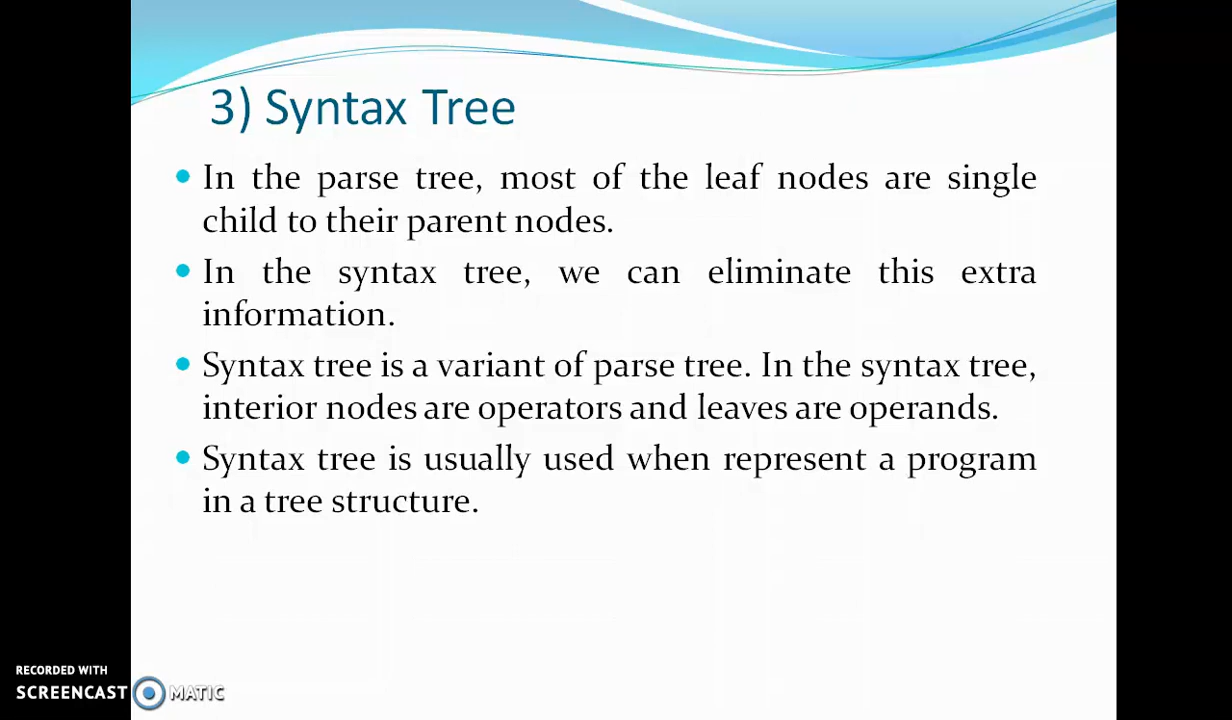 3) Syntax Tree
• In the parse tree, most of the leaf nodes are single
child to their parent nodes.
• In the syntax tree, we can eliminate this extra
information.
• Syntax tree is a variant of parse tree. In the syntax tree,
interior nodes are operators and leaves are operands.
• Syntax tree is usually used when represent a program
in a tree structure.
RECORDED WITH
SCREENCAST MATIC